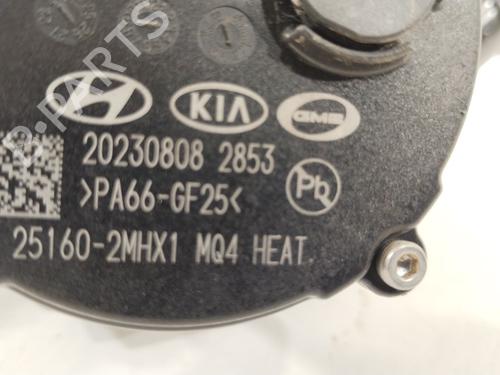 KIA GMB
20230808 2853
>PA66-GF25<
Pb
25160-2MHX1 MQ4 HEAT.
B-PARTS